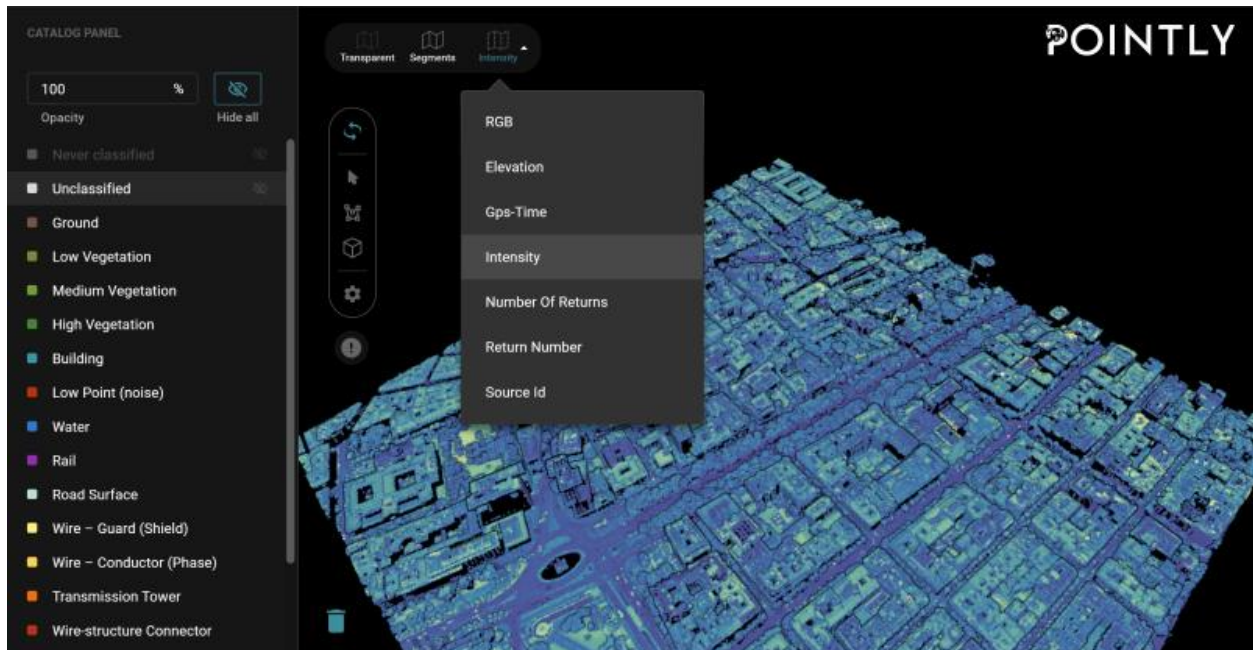 CATALOG PANEL
100 %
Opacity
Hide all
Never classified
Unclassified
Ground
Low Vegetation
Medium Vegetation
High Vegetation
Building
Low Point (noise)
Water
Rail
Road Surface
Wire – Guard (Shield)
Wire – Conductor (Phase)
Transmission Tower
Wire-structure Connector
Transparent
Segments
Intensity
RGB
Elevation
Gps-Time
Intensity
Number Of Returns
Return Number
Source Id
POINTLY